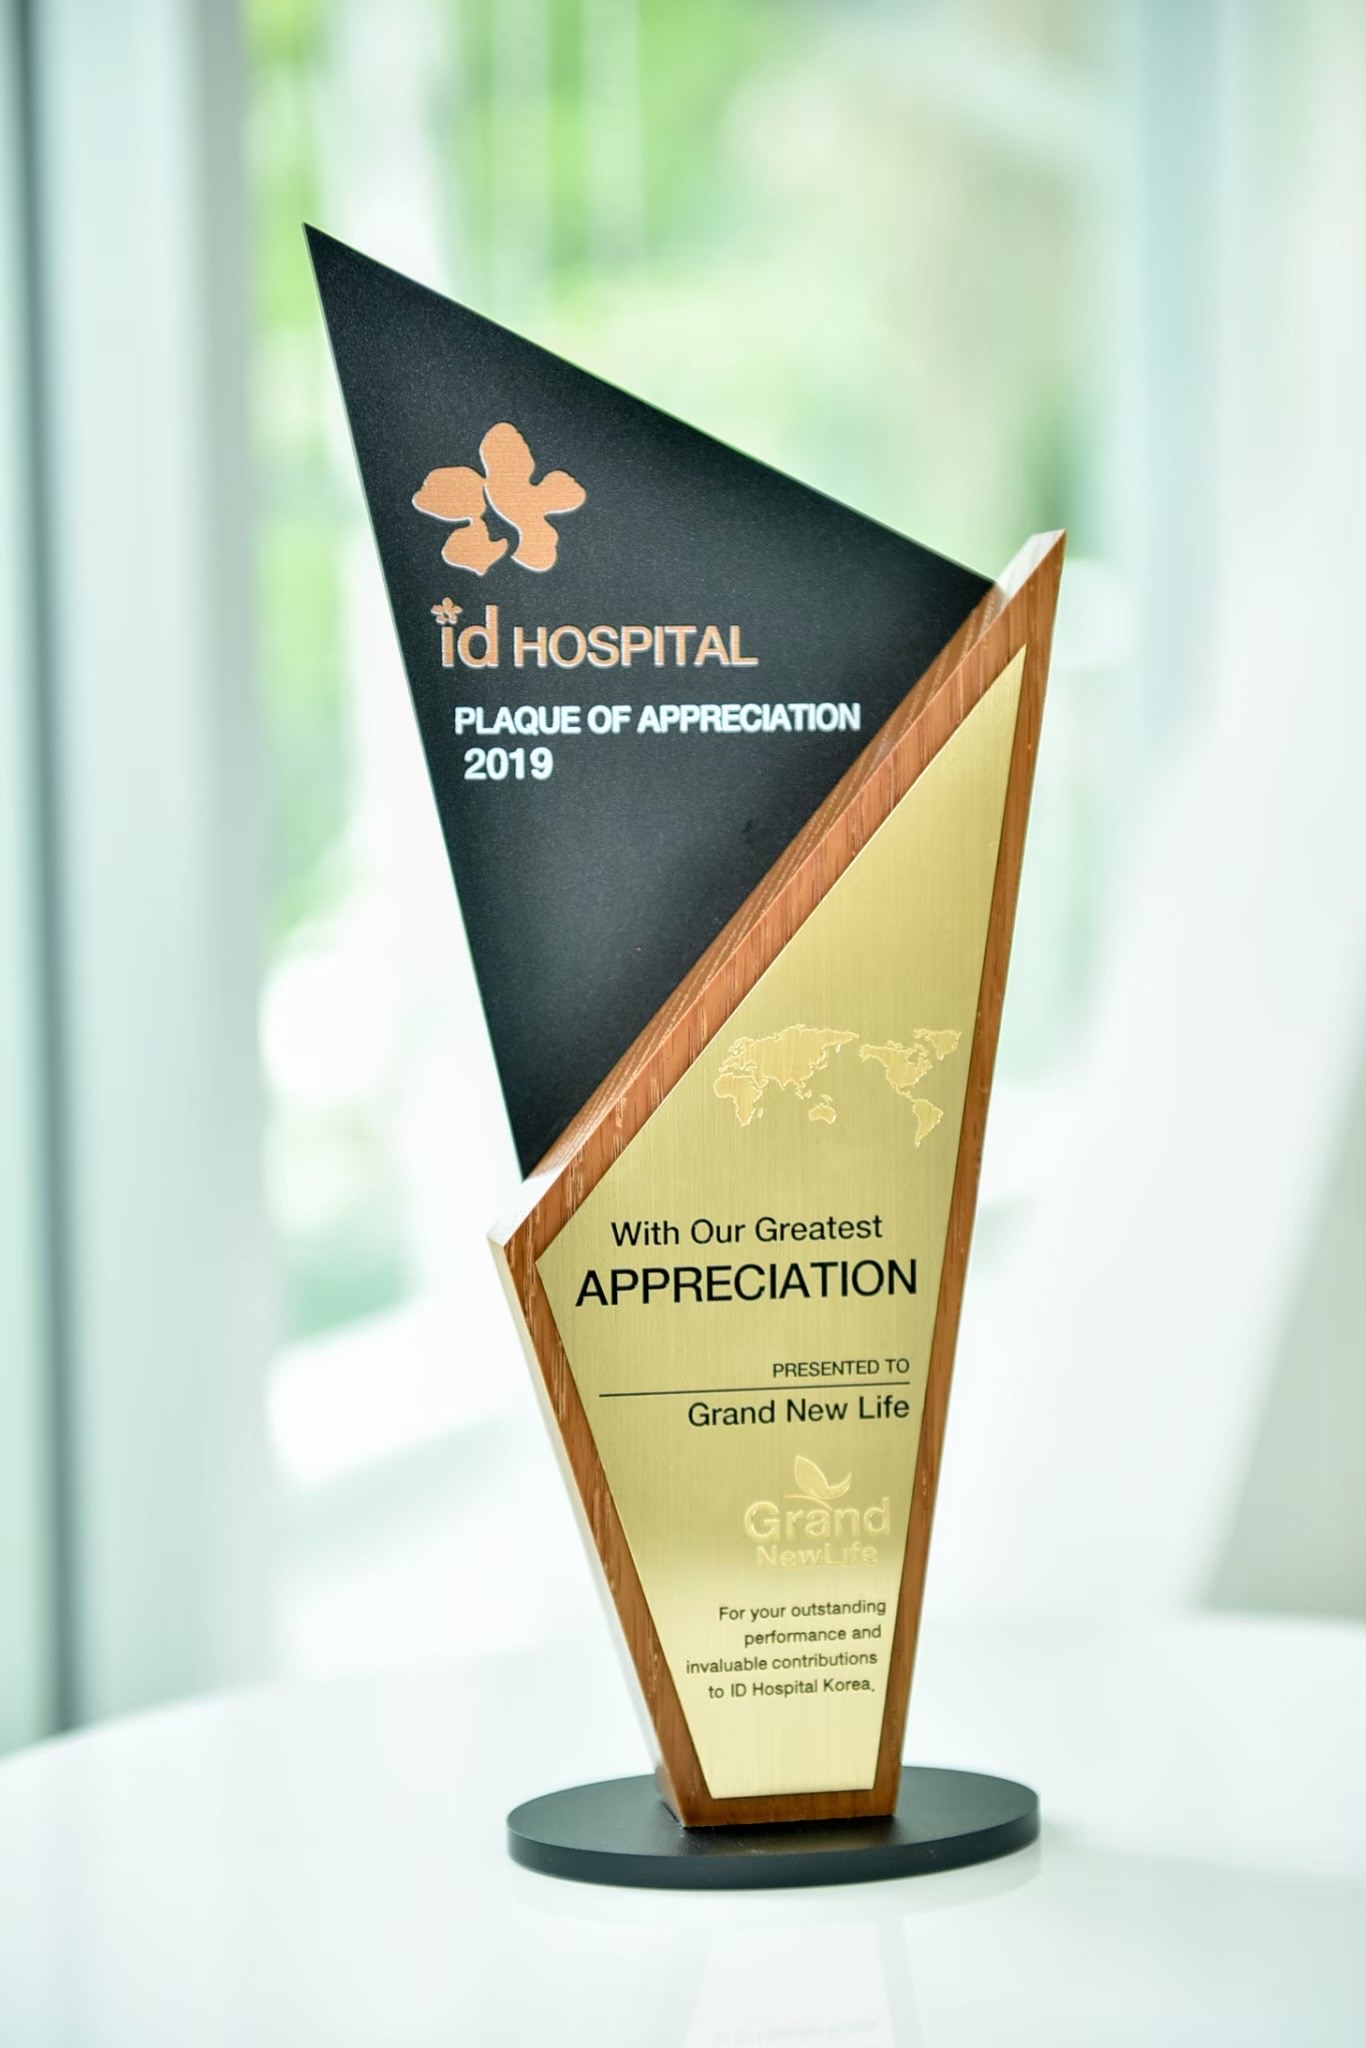 id HOSPITAL
PLAQUE OF APPRECIATION
2019
With Our Greatest
APPRECIATION
PRESENTED TO
Grand New Life
Grand
NewLife
For your outstanding
performance and
invaluable contributions
to ID Hospital Korea.